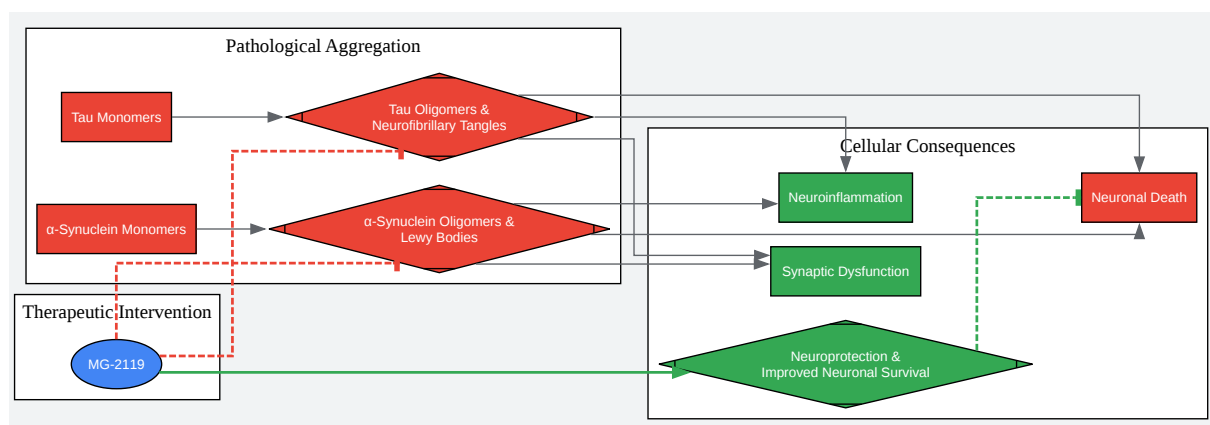 Pathological Aggregation
Tau Monomers
Tau Oligomers &
Neurofibrillary Tangles
α-Synuclein Monomers
α-Synuclein Oligomers &
Lewy Bodies
Therapeutic Intervention
MG-2119
Cellular Consequences
Neuroinflammation
Neuronal Death
Synaptic Dysfunction
Neuroprotection &
Improved Neuronal Survival